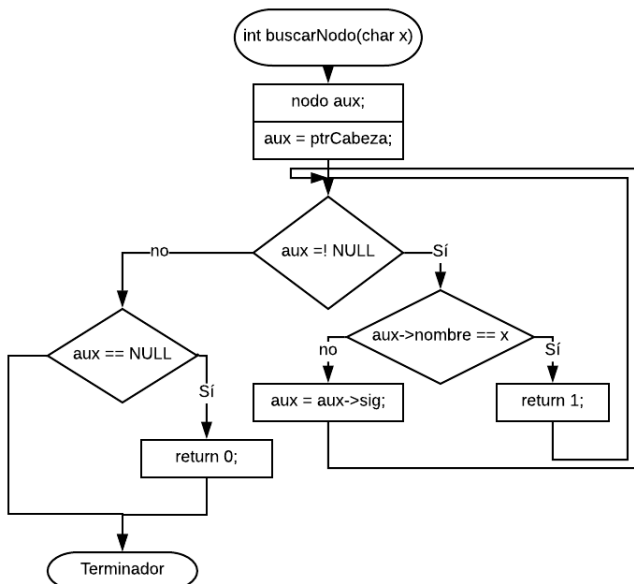 int buscarNodo(char x)
nodo aux;
aux = ptrCabeza;
aux =! NULL
no
Sí
aux == NULL
aux->nombre == x
no
Sí
Sí
aux = aux->sig;
return 1;
return 0;
Terminador